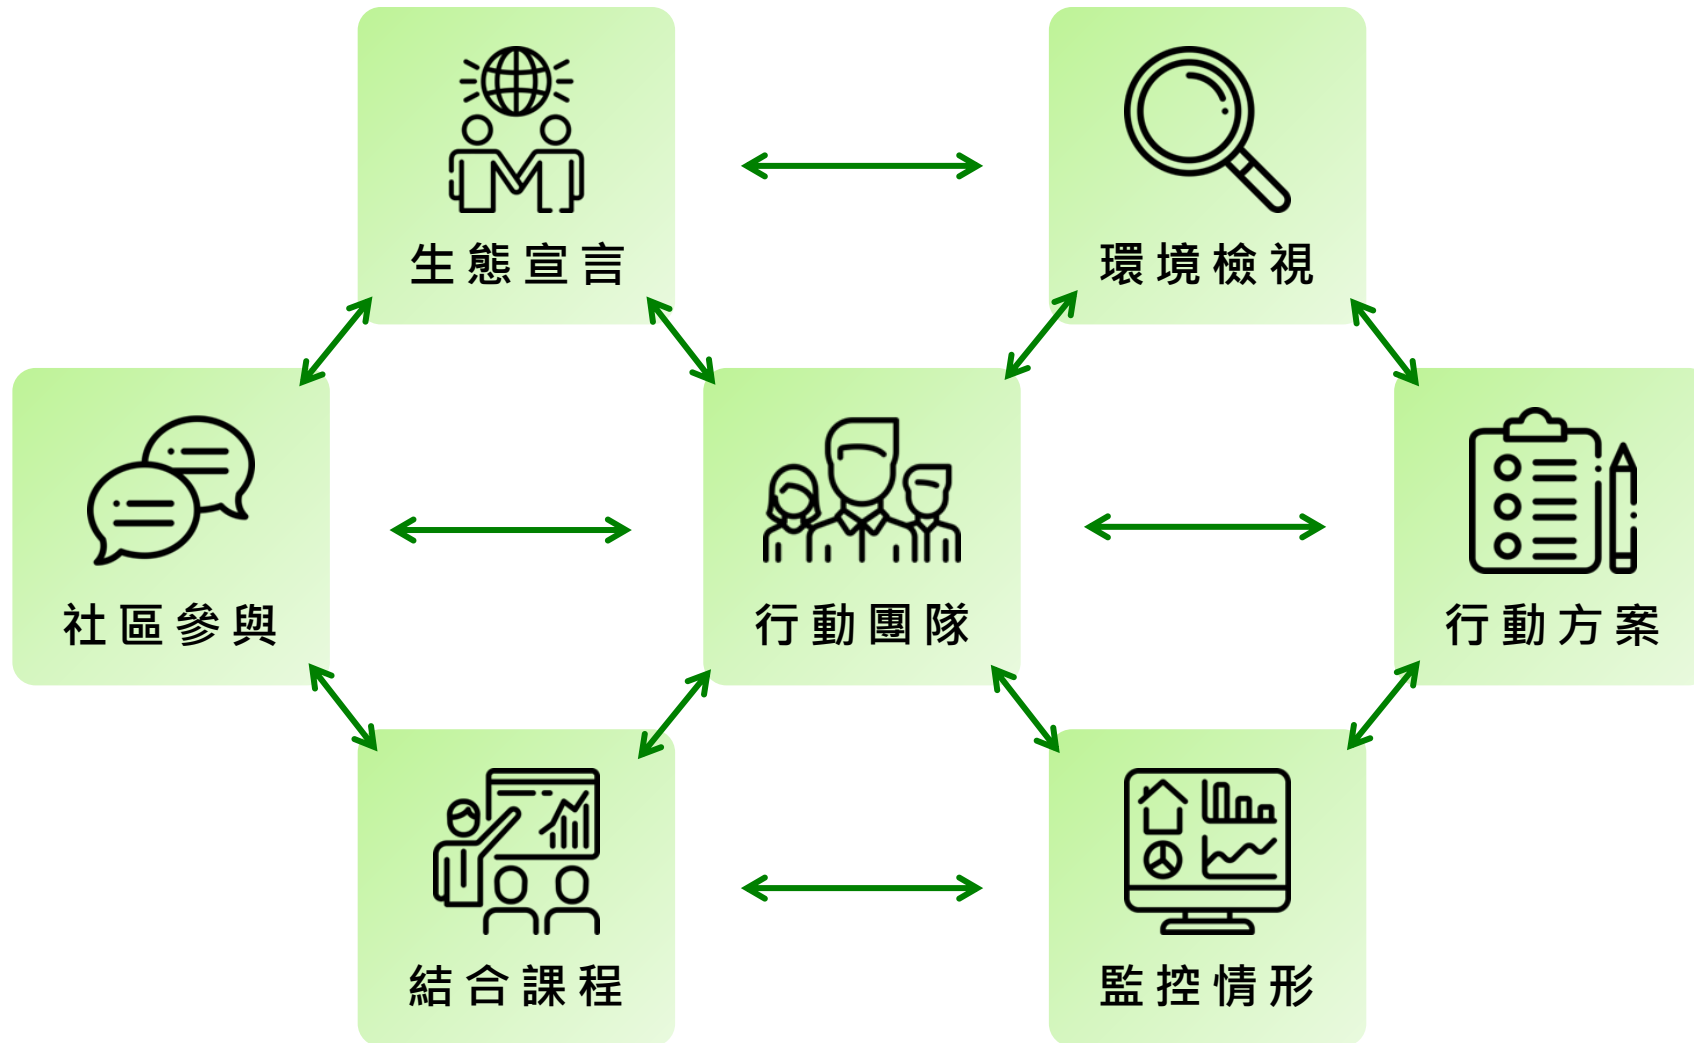 生態宣言
環境檢視
社區參與
行動團隊
行動方案
結合課程
監控情形